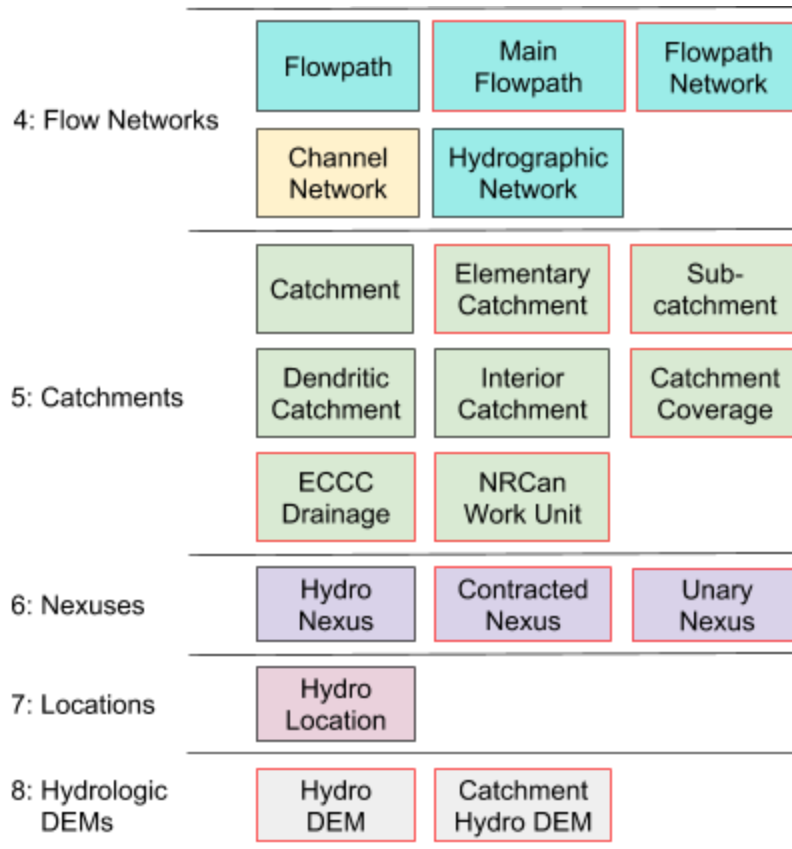 4: Flow Networks
Flowpath
Main
Flowpath
Flowpath
Network
Channel
Network
Hydrographic
Network
5: Catchments
Catchment
Elementary
Catchment
Sub-
catchment
Dendritic
Catchment
Interior
Catchment
Catchment
Coverage
ECCC
Drainage
NRCan
Work Unit
6: Nexuses
Hydro
Nexus
Contracted
Nexus
Unary
Nexus
7: Locations
Hydro
Location
8: Hydrologic
DEMs
Hydro
DEM
Catchment
Hydro DEM